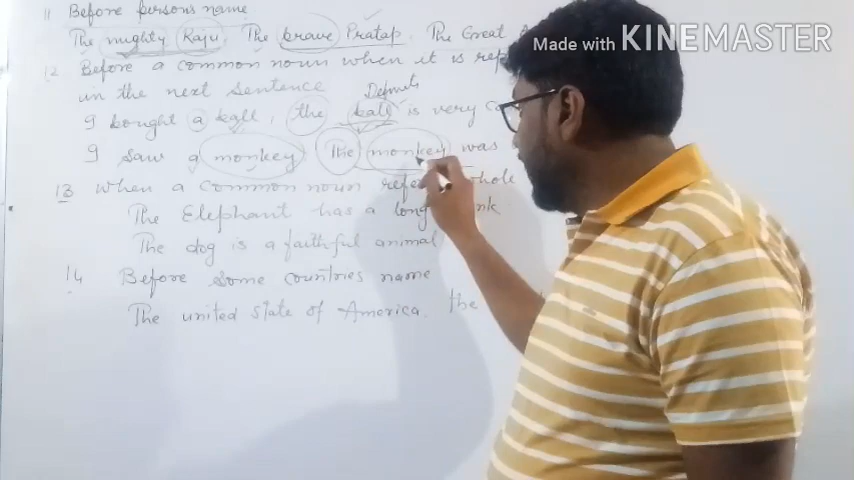 11 Before persons name
The mighty Raju. The brave Pratap. The Great
Made with KINEMASTER
12 Before a common noun when it is
in the next sentence
I bought a ball, the ball is very
I saw a monkey The monkey was
13 When a common noun whole
The Elephant has a long
The dog is a faithful animal
14 Before some countries name
The united state of America. the